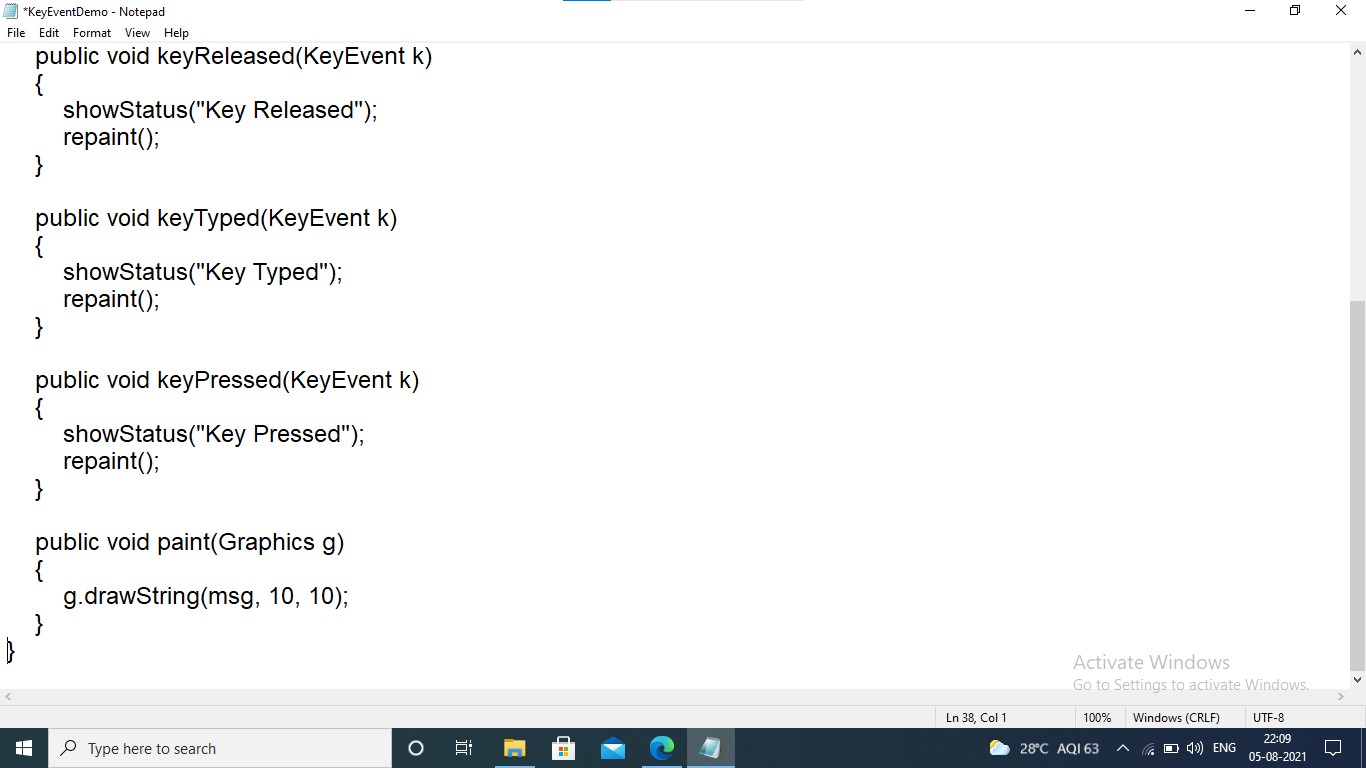 *KeyEventDemo - Notepad
File Edit Format View Help
public void keyReleased(KeyEvent k)
{
showStatus("Key Released");
repaint();
}
public void keyTyped(KeyEvent k)
{
showStatus("Key Typed");
repaint();
}
public void keyPressed(KeyEvent k)
{
showStatus("Key Pressed");
repaint();
}
public void paint(Graphics g)
{
g.drawString(msg, 10, 10);
}
}
Activate Windows
Go to Settings to activate Windows.
Ln 38, Col 1 100% Windows (CRLF) UTF-8
Type here to search 28°C AQI 63 ENG 22:09
05-08-2021